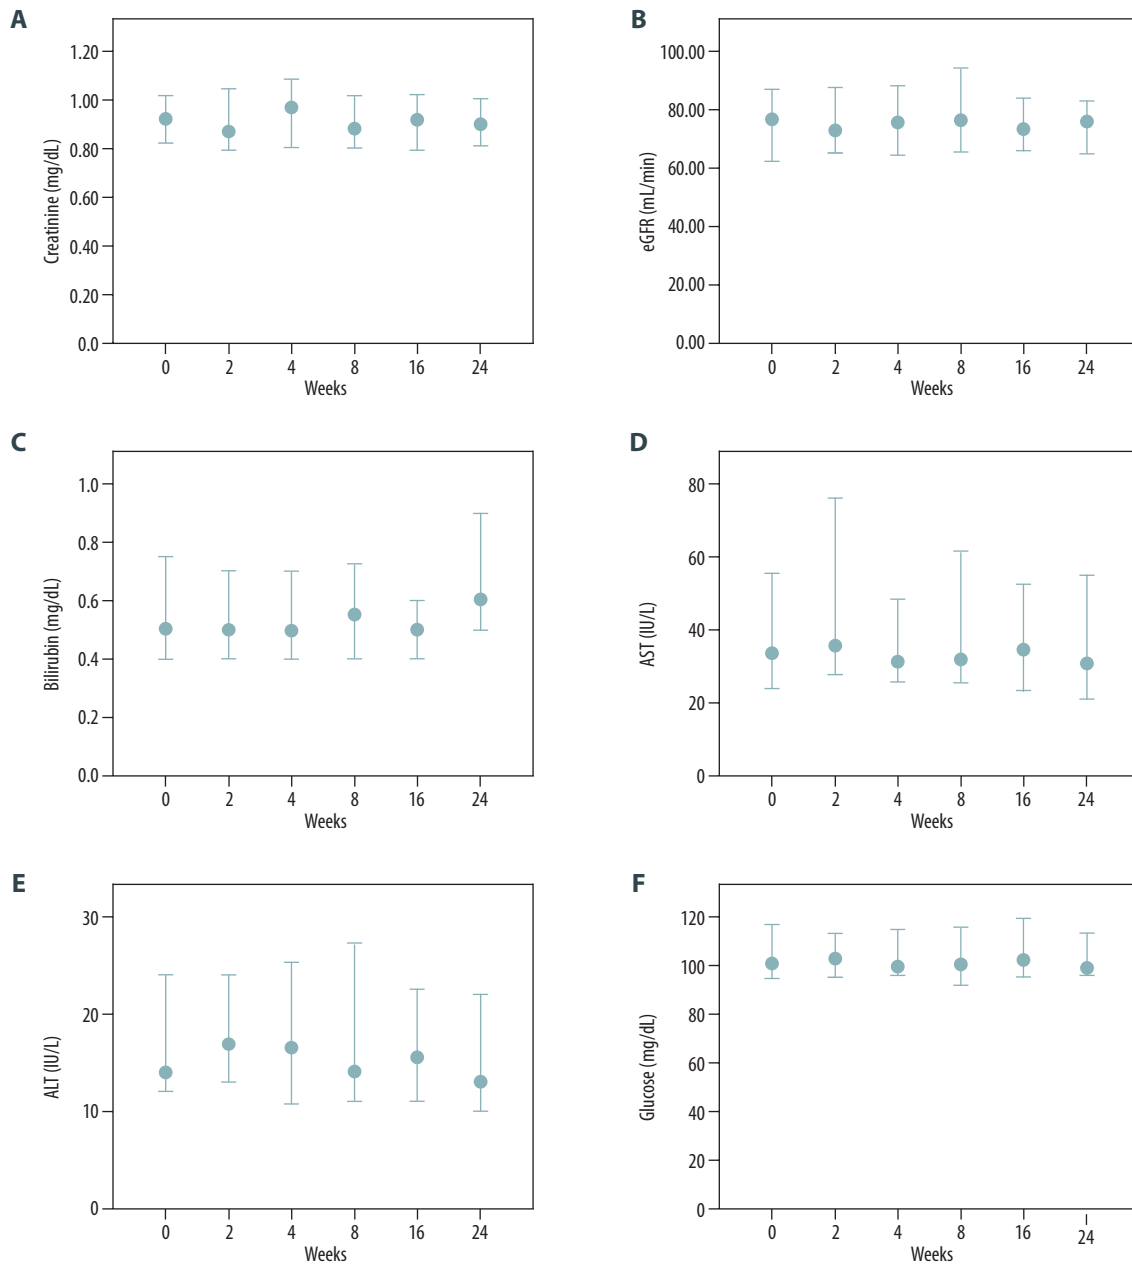 A
1.20
1.00
0.80
0.60
0.40
0.20
0.0
Creatinine (mg/dL)
0 2 4 8 16 24
Weeks
B
100.00
80.00
60.00
40.00
20.00
0.00
eGFR (mL/min)
0 2 4 8 16 24
Weeks
C
1.0
0.8
0.6
0.4
0.2
0.0
Bilirubin (mg/dL)
0 2 4 8 16 24
Weeks
D
80
60
40
20
0
AST (IU/L)
0 2 4 8 16 24
Weeks
E
30
20
10
0
ALT (IU/L)
0 2 4 8 16 24
Weeks
F
120
100
80
60
40
20
0
Glucose (mg/dL)
0 2 4 8 16 24
Weeks